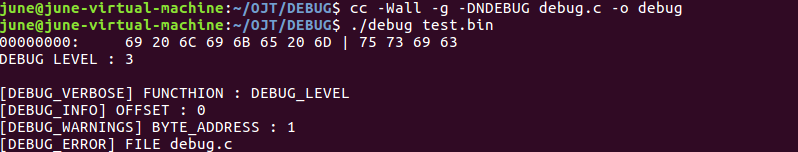 june@june-virtual-machine:~/OJT/DEBUG$ cc -Wall -g -DNDEBUG debug.c -o debug
june@june-virtual-machine:~/OJT/DEBUG$ ./debug test.bin
00000000: 69 20 6C 69 6B 65 20 6D | 75 73 69 63
DEBUG LEVEL : 3
[DEBUG_VERBOSE] FUNCTHION : DEBUG_LEVEL
[DEBUG_INFO] OFFSET : 0
[DEBUG_WARNINGS] BYTE_ADDRESS : 1
[DEBUG_ERROR] FILE debug.c